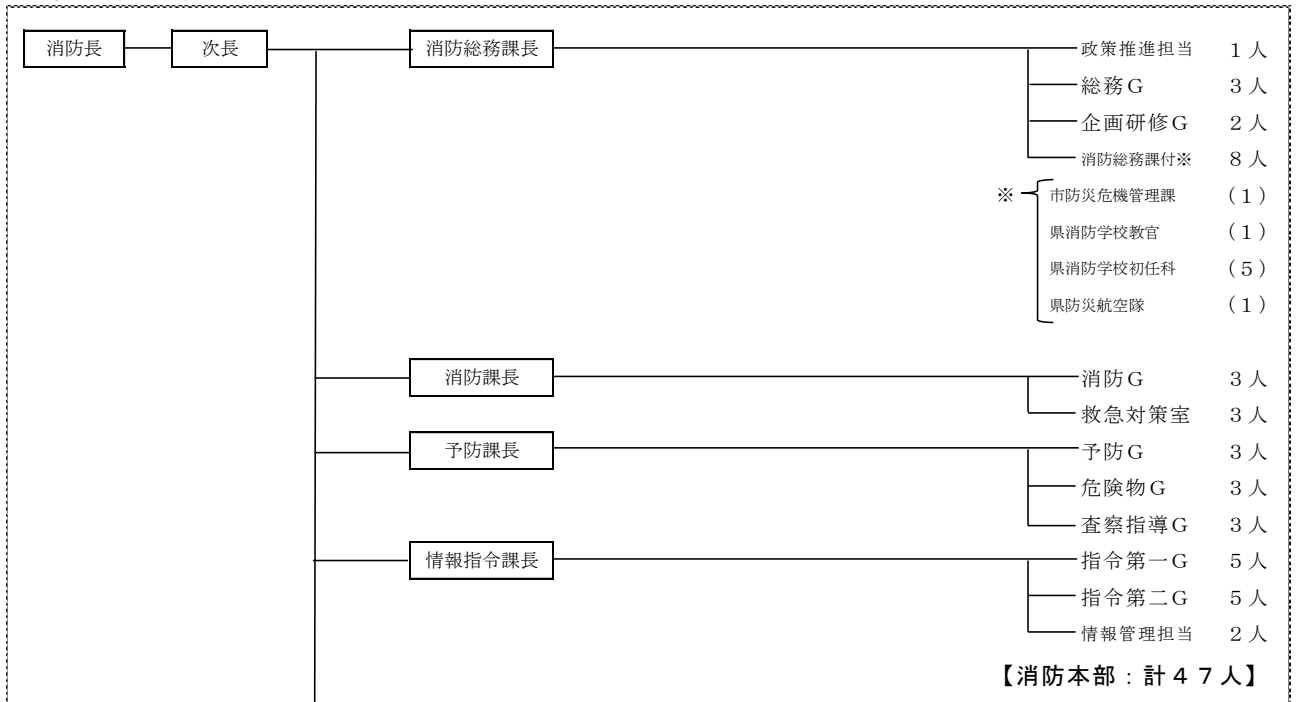 消防長 次長 消防総務課長 政策推進担当 １人
総務Ｇ ３人
企画研修Ｇ ２人
消防総務課付※ ８人
※ 市防災危機管理課 （１）
県消防学校教官 （１）
県消防学校初任科 （５）
県防災航空隊 （１）
消防課長 消防Ｇ ３人
救急対策室 ３人
予防課長 予防Ｇ ３人
危険物Ｇ ３人
査察指導Ｇ ３人
情報指令課長 指令第一Ｇ ５人
指令第二Ｇ ５人
情報管理担当 ２人
【消防本部：計４７人】